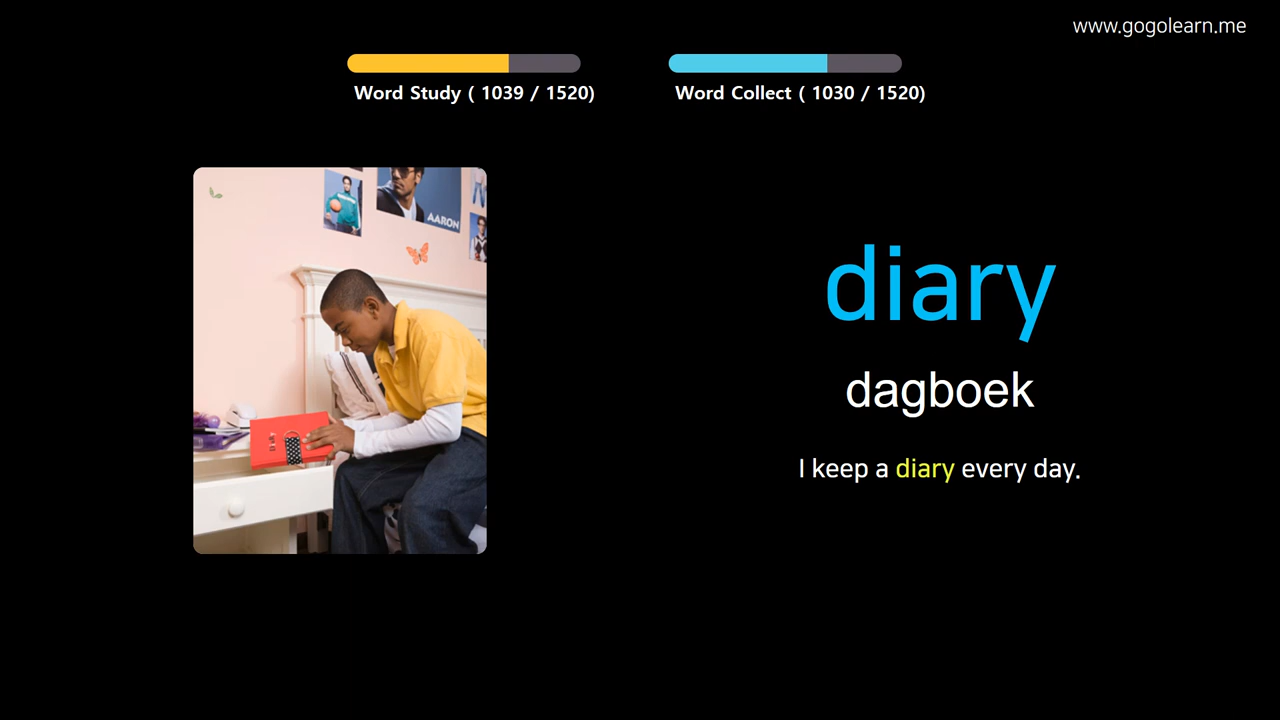 www.gogolearn.me
Word Study ( 1039 / 1520)
Word Collect ( 1030 / 1520)
AARON
diary
dagboek
I keep a diary every day.